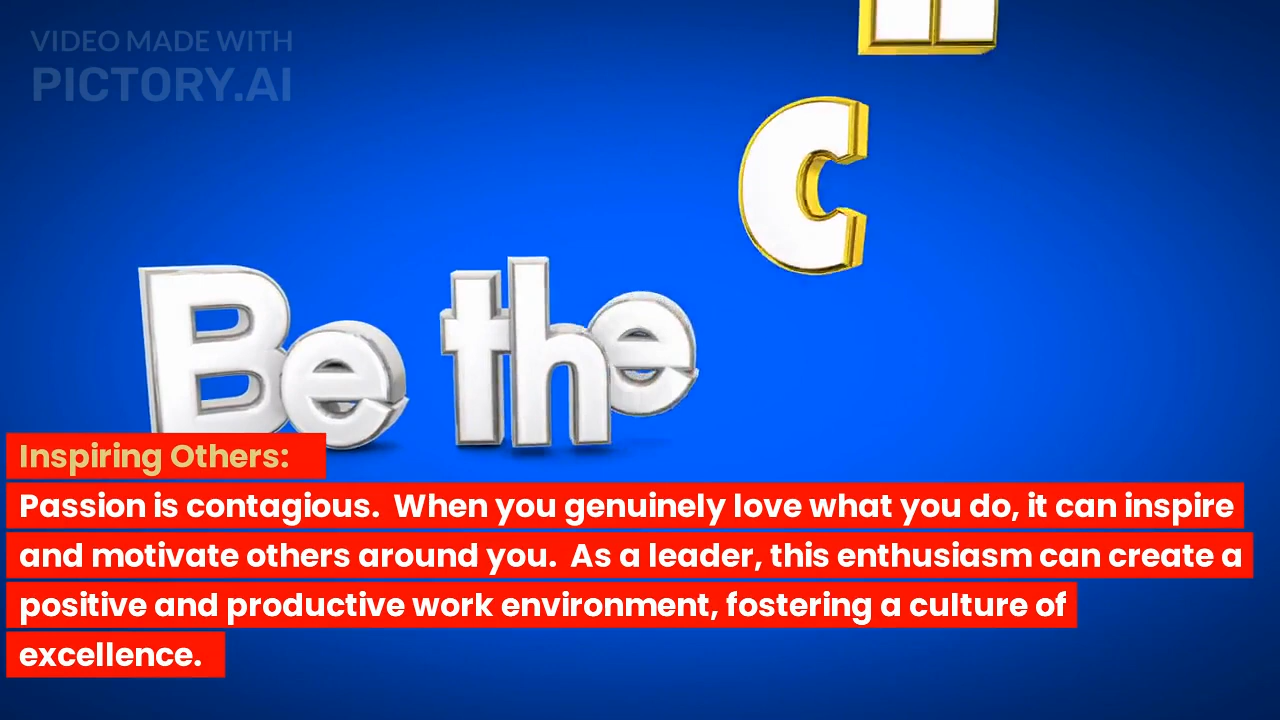 VIDEO MADE WITH
PICTORY.AI
C
Be the
Inspiring Others:
Passion is contagious.  When you genuinely love what you do, it can inspire
and motivate others around you.  As a leader, this enthusiasm can create a
positive and productive work environment, fostering a culture of
excellence.